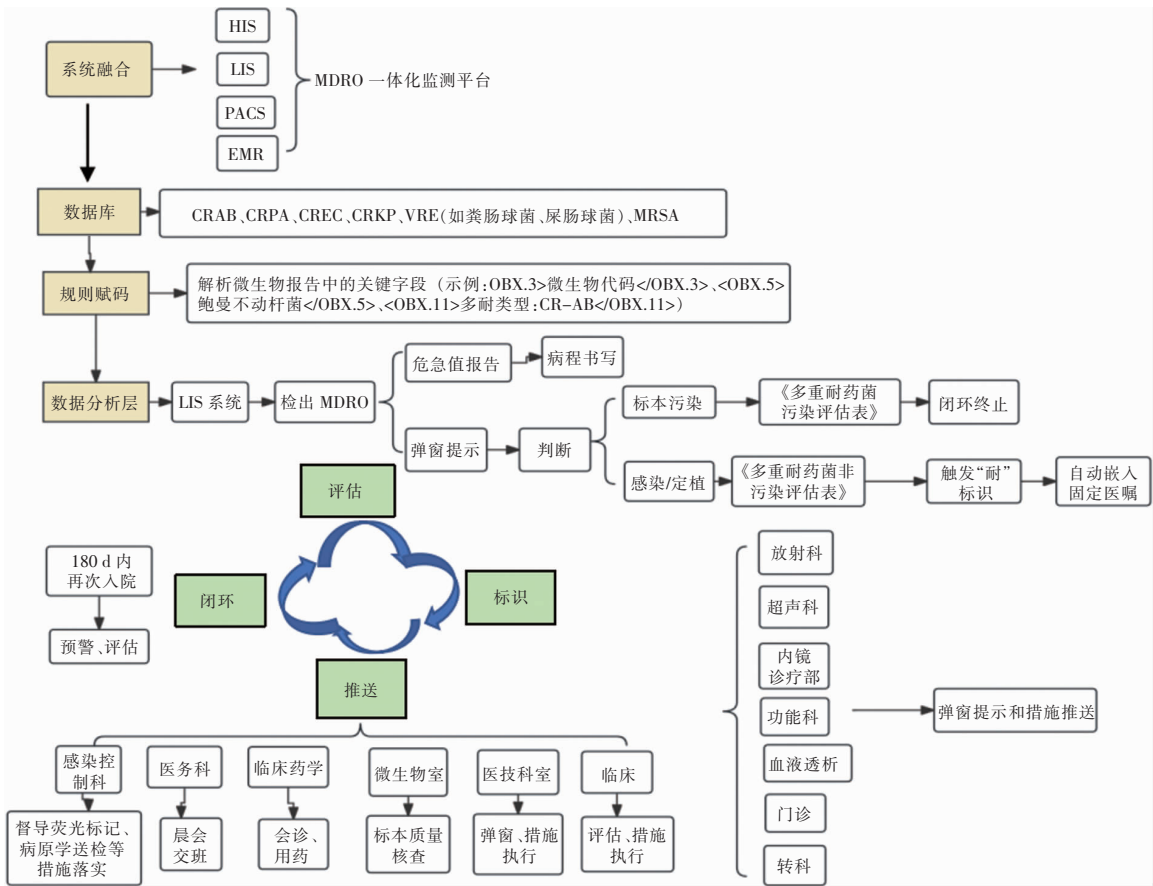 系统融合
HIS
LIS
PACS
EMR
MDRO 一体化监测平台
数据库
CRAB、CRPA、CREC、CRKP、VRE(如粪肠球菌、屎肠球菌)、MRSA
规则赋码
解析微生物报告中的关键字段（示例:OBX.3>微生物代码</OBX.3>、<OBX.5>
鲍曼不动杆菌</OBX.5>、<OBX.11>多耐类型:CR-AB</OBX.11>）
数据分析层
LIS 系统
检出 MDRO
危急值报告
病程书写
弹窗提示
判断
标本污染
《多重耐药菌
污染评估表》
闭环终止
感染/定植
《多重耐药菌非
污染评估表》
触发“耐”
标识
自动嵌入
固定医嘱
评估
标识
推送
闭环
180 d 内
再次入院
预警、评估
感染控
制科
督导荧光标记、
病原学送检等
措施落实
医务科
晨会
交班
临床药学
会诊、
用药
微生物室
标本质量
核查
医技科室
弹窗、措施
执行
临床
评估、措施
执行
放射科
超声科
内镜
诊疗部
功能科
血液透析
门诊
转科
弹窗提示和措施推送